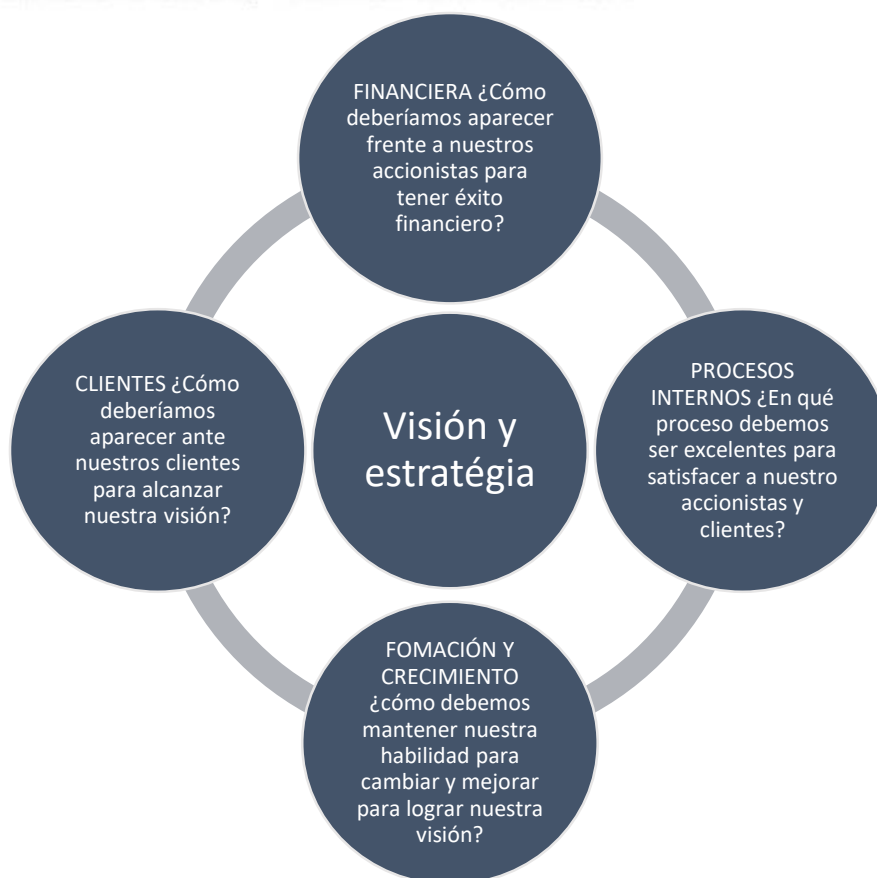 FINANCIERA ¿Cómo
deberíamos aparecer
frente a nuestros
accionistas para
tener éxito
financiero?
CLIENTES ¿Cómo
deberíamos
aparecer ante
nuestros clientes
para alcanzar
nuestra visión?
Visión y
estratégia
PROCESOS
INTERNOS ¿En qué
proceso debemos
ser excelentes para
satisfacer a nuestro
accionistas y
clientes?
FOMACIÓN Y
CRECIMIENTO
¿cómo debemos
mantener nuestra
habilidad para
cambiar y mejorar
para lograr nuestra
visión?